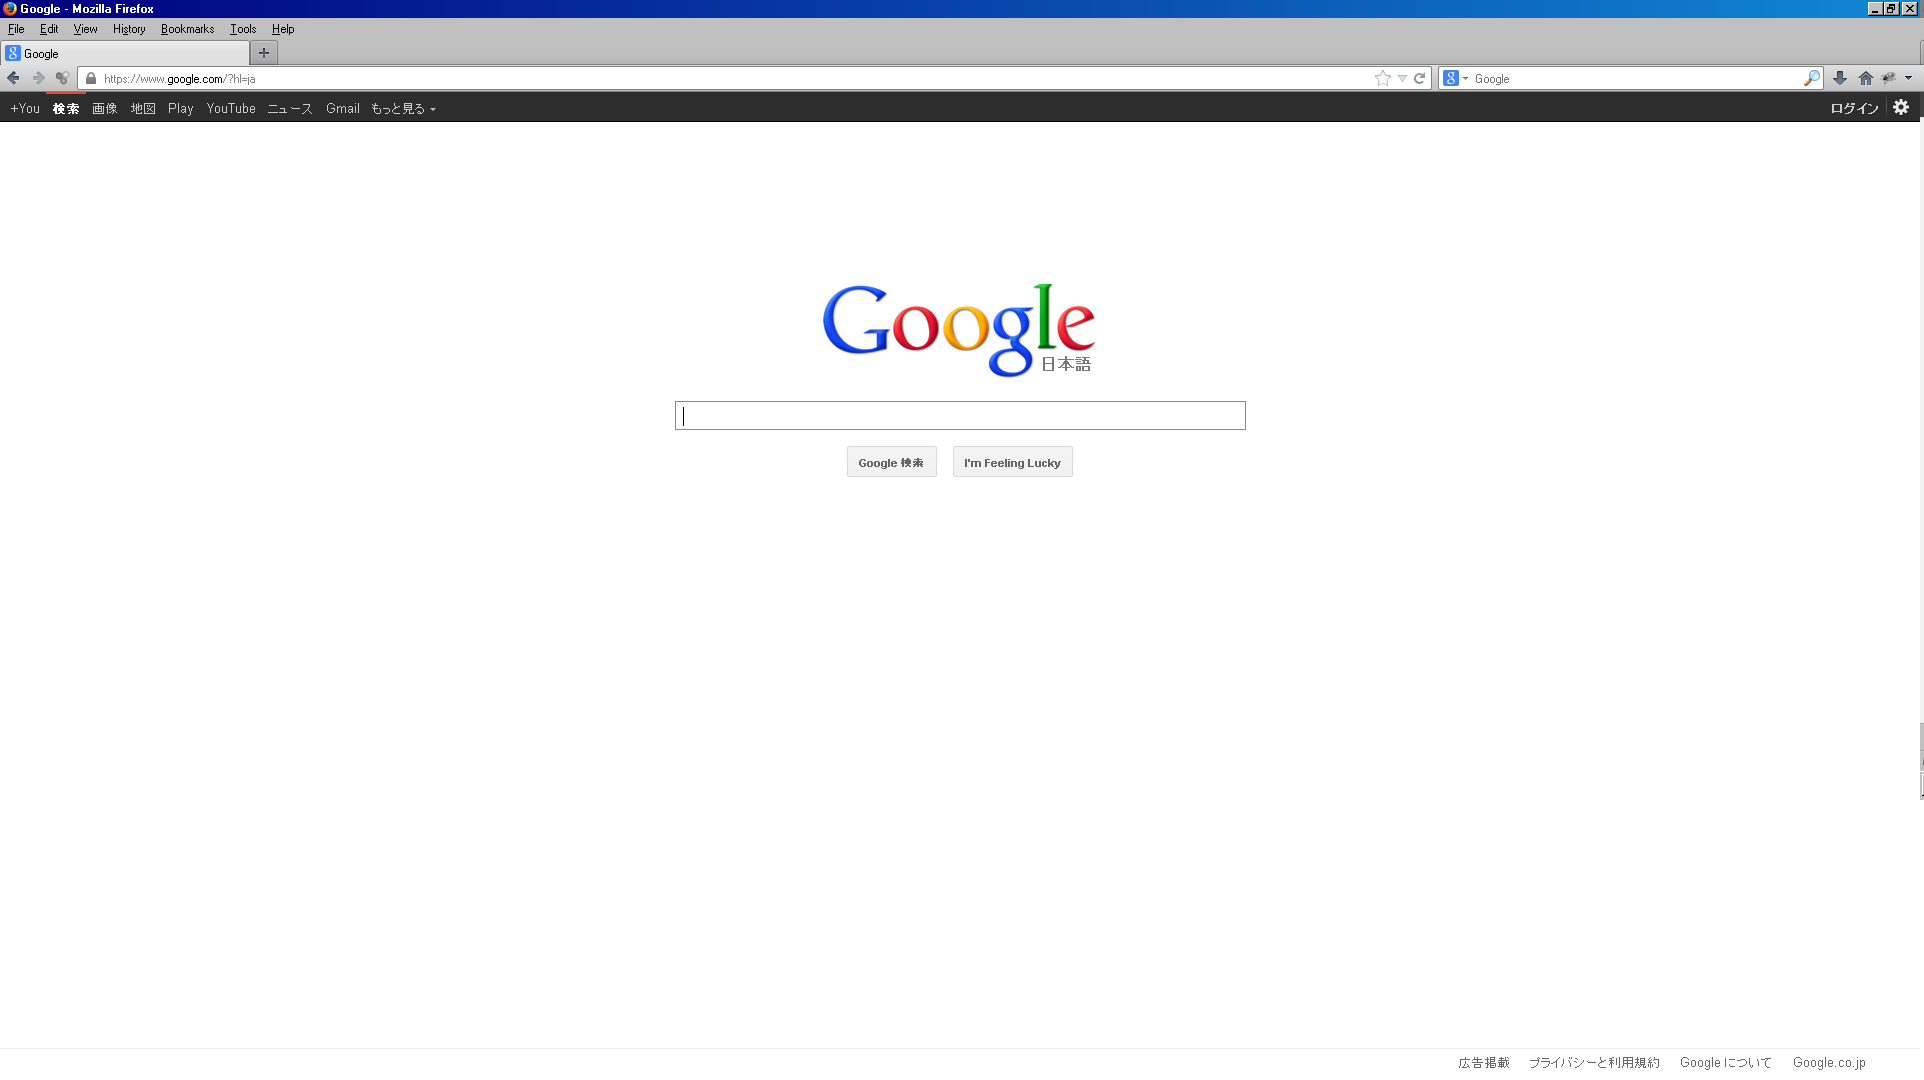 Google - Mozilla Firefox
File Edit View History Bookmarks Tools Help
Google
https://www.google.com/?hl=ja Google
+You 検索 画像 地図 Play YouTube ニュース Gmail もっと見る ログイン
Google
日本語
Google 検索 I'm Feeling Lucky
広告掲載 プライバシーと利用規約 Google について Google.co.jp